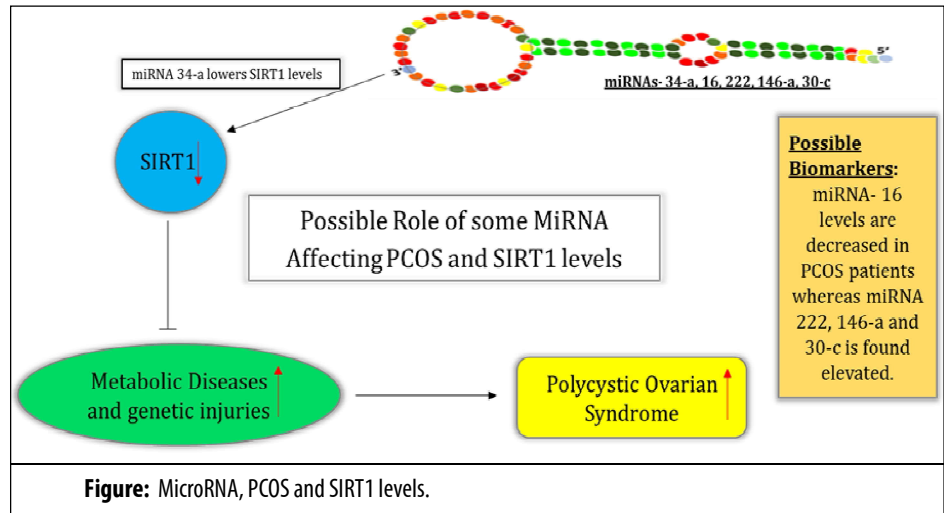 miRNA 34-a lowers SIRT1 levels
3'
5'
miRNAs- 34-a, 16, 222, 146-a, 30-c
SIRT1
Possible Role of some MiRNA
Affecting PCOS and SIRT1 levels
Possible
Biomarkers:
miRNA- 16
levels are
decreased in
PCOS patients
whereas miRNA
222, 146-a and
30-c is found
elevated.
Metabolic Diseases
and genetic injuries
Polycystic Ovarian
Syndrome
Figure: MicroRNA, PCOS and SIRT1 levels.